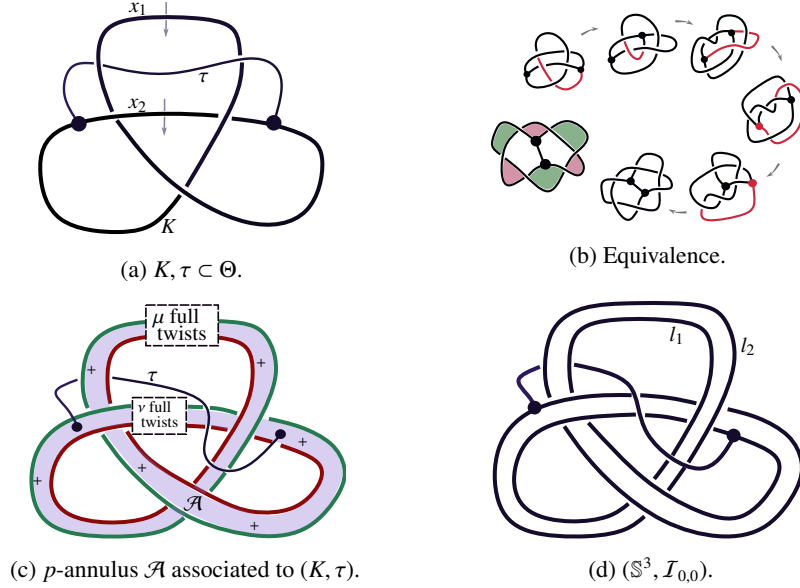 x₁
τ
x₂
K
(a) K, τ ⊂ Θ.
(b) Equivalence.
μ full
twists
+
+
τ
ν full
twists
+
+
+
𝒜
+
(c) p-annulus 𝒜 associated to (K, τ).
l₁
l₂
(d) (𝕊³, ℐ₀,₀).